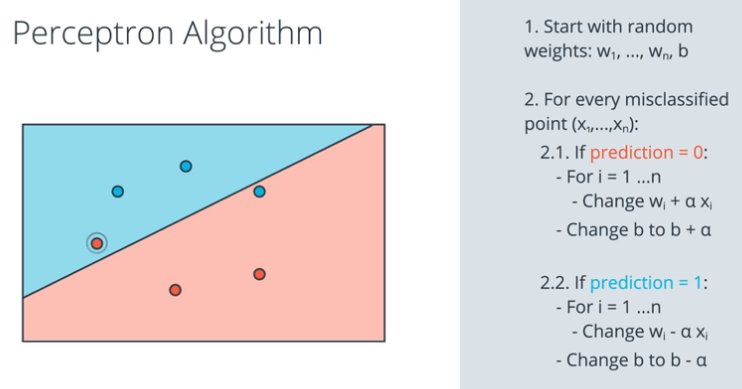 Perceptron Algorithm
1. Start with random
weights: w₁, ..., wₙ, b
2. For every misclassified
point (x₁,...,xₙ):
2.1. If prediction = 0:
- For i = 1 ...n
- Change wᵢ + α xᵢ
- Change b to b + α
2.2. If prediction = 1:
- For i = 1 ...n
- Change wᵢ - α xᵢ
- Change b to b - α